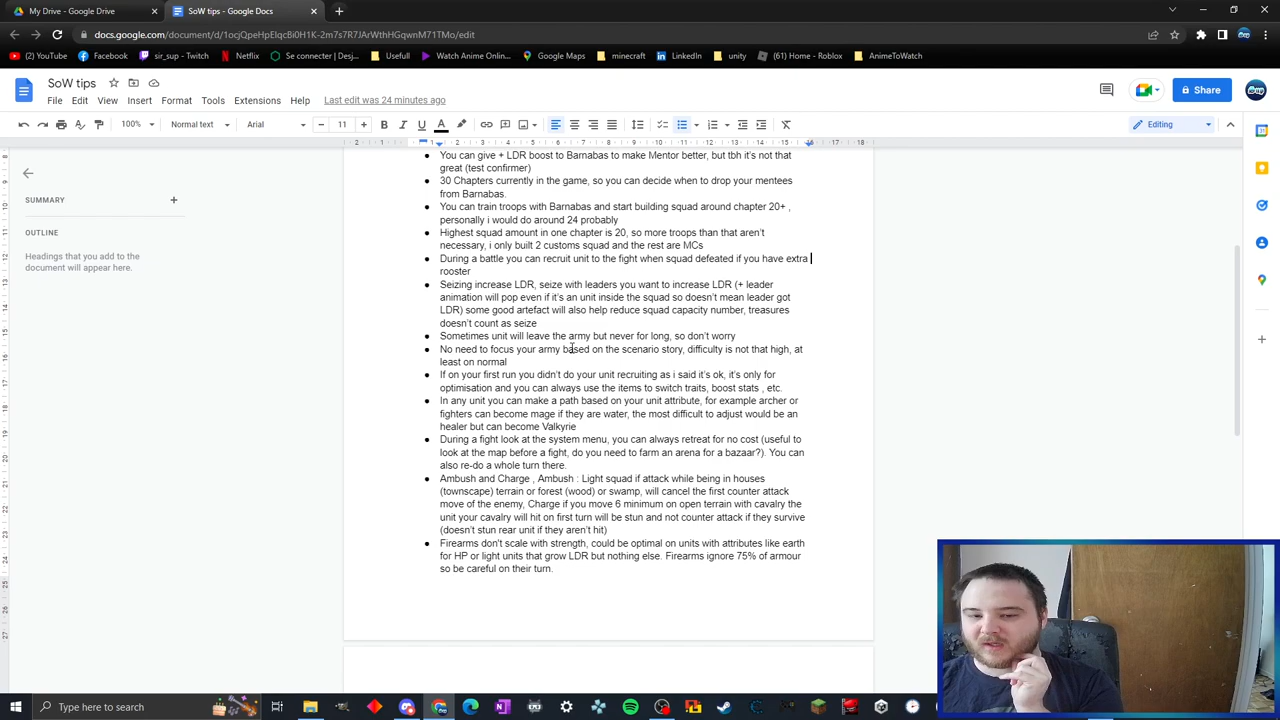 My Drive - Google Drive
SoW tips - Google Docs
docs.google.com/document/d/1ocjQpeHpElqcBi0H1K-2m7s7R7JArWthHGqwnM71TMo/edit
(2) YouTube
Facebook
sir_sup - Twitch
Netflix
Se connecter | Desj...
Usefull
Watch Anime Onlin...
Google Maps
minecraft
LinkedIn
unity
(61) Home - Roblox
AnimeToWatch
SoW tips
File Edit View Insert Format Tools Extensions Help Last edit was 24 minutes ago
Share
100% Normal text Arial 11
Editing
2 1 1 2 3 4 5 6 7 8 9 10 11 12 13 14 15 16 17 18
SUMMARY
OUTLINE
Headings you add to the
document will appear here.
● You can give + LDR boost to Barnabas to make Mentor better, but tbh it's not that
great (test confirmer)
● 30 Chapters currently in the game, so you can decide when to drop your mentees
from Barnabas.
● You can train troops with Barnabas and start building squad around chapter 20+ ,
personally i would do around 24 probably
● Highest squad amount in one chapter is 20, so more troops than that aren't
necessary, i only built 2 customs squad and the rest are MCs
● During a battle you can recruit unit to the fight when squad defeated if you have extra
rooster
● Seizing increase LDR, seize with leaders you want to increase LDR (+ leader
animation will pop even if it's an unit inside the squad so doesn't mean leader got
LDR) some good artefact will also help reduce squad capacity number, treasures
doesn't count as seize
● Sometimes unit will leave the army but never for long, so don't worry
● No need to focus your army based on the scenario story, difficulty is not that high, at
least on normal
● If on your first run you didn't do your unit recruiting as i said it's ok, it's only for
optimisation and you can always use the items to switch traits, boost stats , etc.
● In any unit you can make a path based on your unit attribute, for example archer or
fighters can become mage if they are water, the most difficult to adjust would be an
healer but can become Valkyrie
● During a fight look at the system menu, you can always retreat for no cost (useful to
look at the map before a fight, do you need to farm an arena for a bazaar?). You can
also re-do a whole turn there.
● Ambush and Charge , Ambush : Light squad if attack while being in houses
(townscape) terrain or forest (wood) or swamp, will cancel the first counter attack
move of the enemy, Charge if you move 6 minimum on open terrain with cavalry the
unit your cavalry will hit on first turn will be stun and not counter attack if they survive
(doesn't stun rear unit if they aren't hit)
● Firearms don't scale with strength, could be optimal on units with attributes like earth
for HP or light units that grow LDR but nothing else. Firearms ignore 75% of armour
so be careful on their turn.
Type here to search